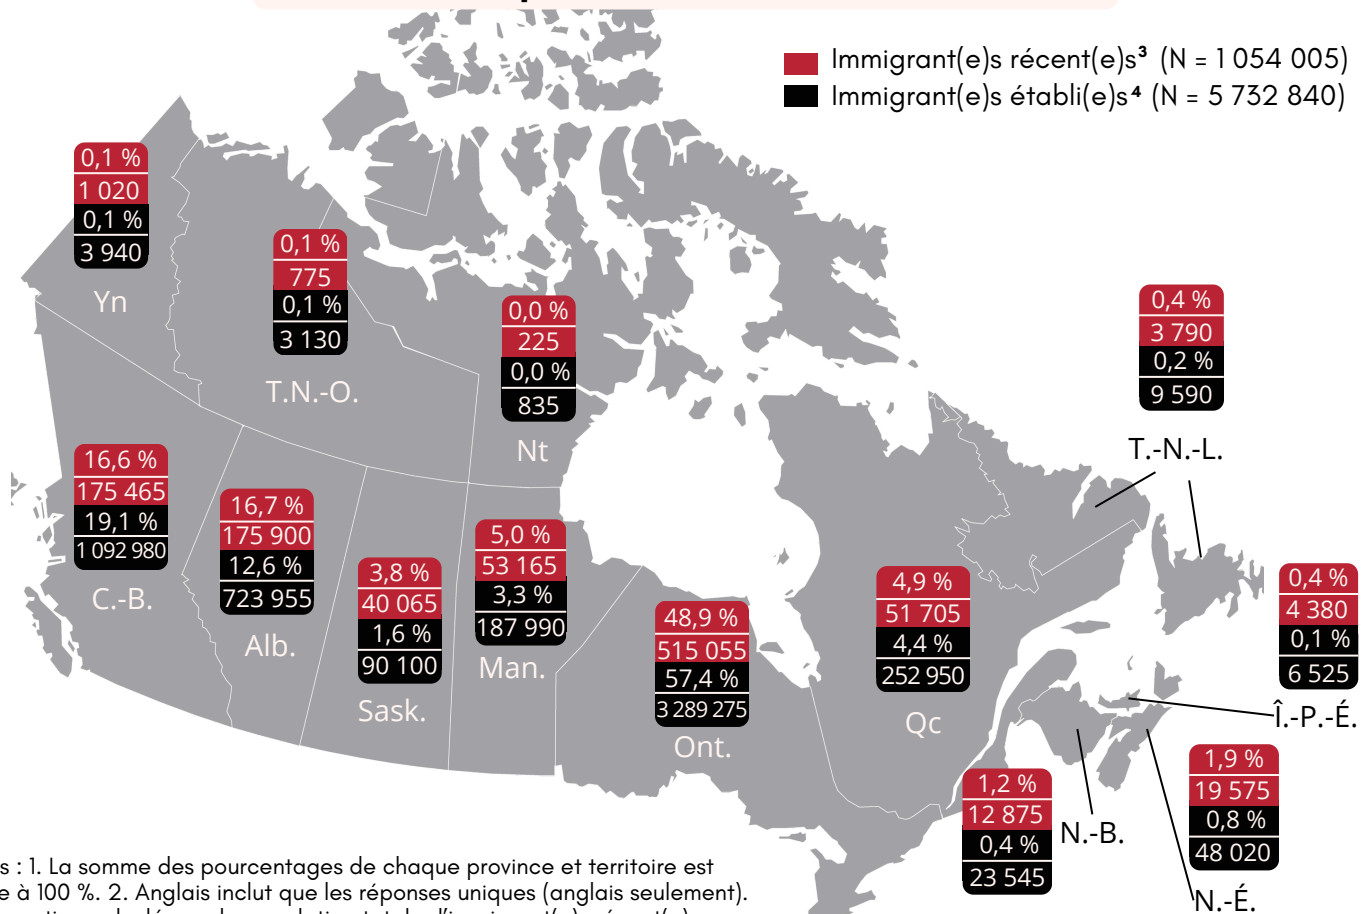 Immigrant(e)s récent(e)s³ (N = 1 054 005)
Immigrant(e)s établi(e)s⁴ (N = 5 732 840)
0,1 %
1 020
0,1 %
3 940
Yn
0,1 %
775
0,1 %
3 130
T.N.-O.
0,0 %
225
0,0 %
835
Nt
0,4 %
3 790
0,2 %
9 590
T.-N.-L.
16,6 %
175 465
19,1 %
1 092 980
C.-B.
16,7 %
175 900
12,6 %
723 955
Alb.
3,8 %
40 065
1,6 %
90 100
Sask.
5,0 %
53 165
3,3 %
187 990
Man.
48,9 %
515 055
57,4 %
3 289 275
Ont.
4,9 %
51 705
4,4 %
252 950
Qc
0,4 %
4 380
0,1 %
6 525
Î.-P.-É.
1,2 %
12 875
0,4 %
23 545
N.-B.
1,9 %
19 575
0,8 %
48 020
N.-É.
s : 1. La somme des pourcentages de chaque province et territoire est
e à 100 %. 2. Anglais inclut que les réponses uniques (anglais seulement).